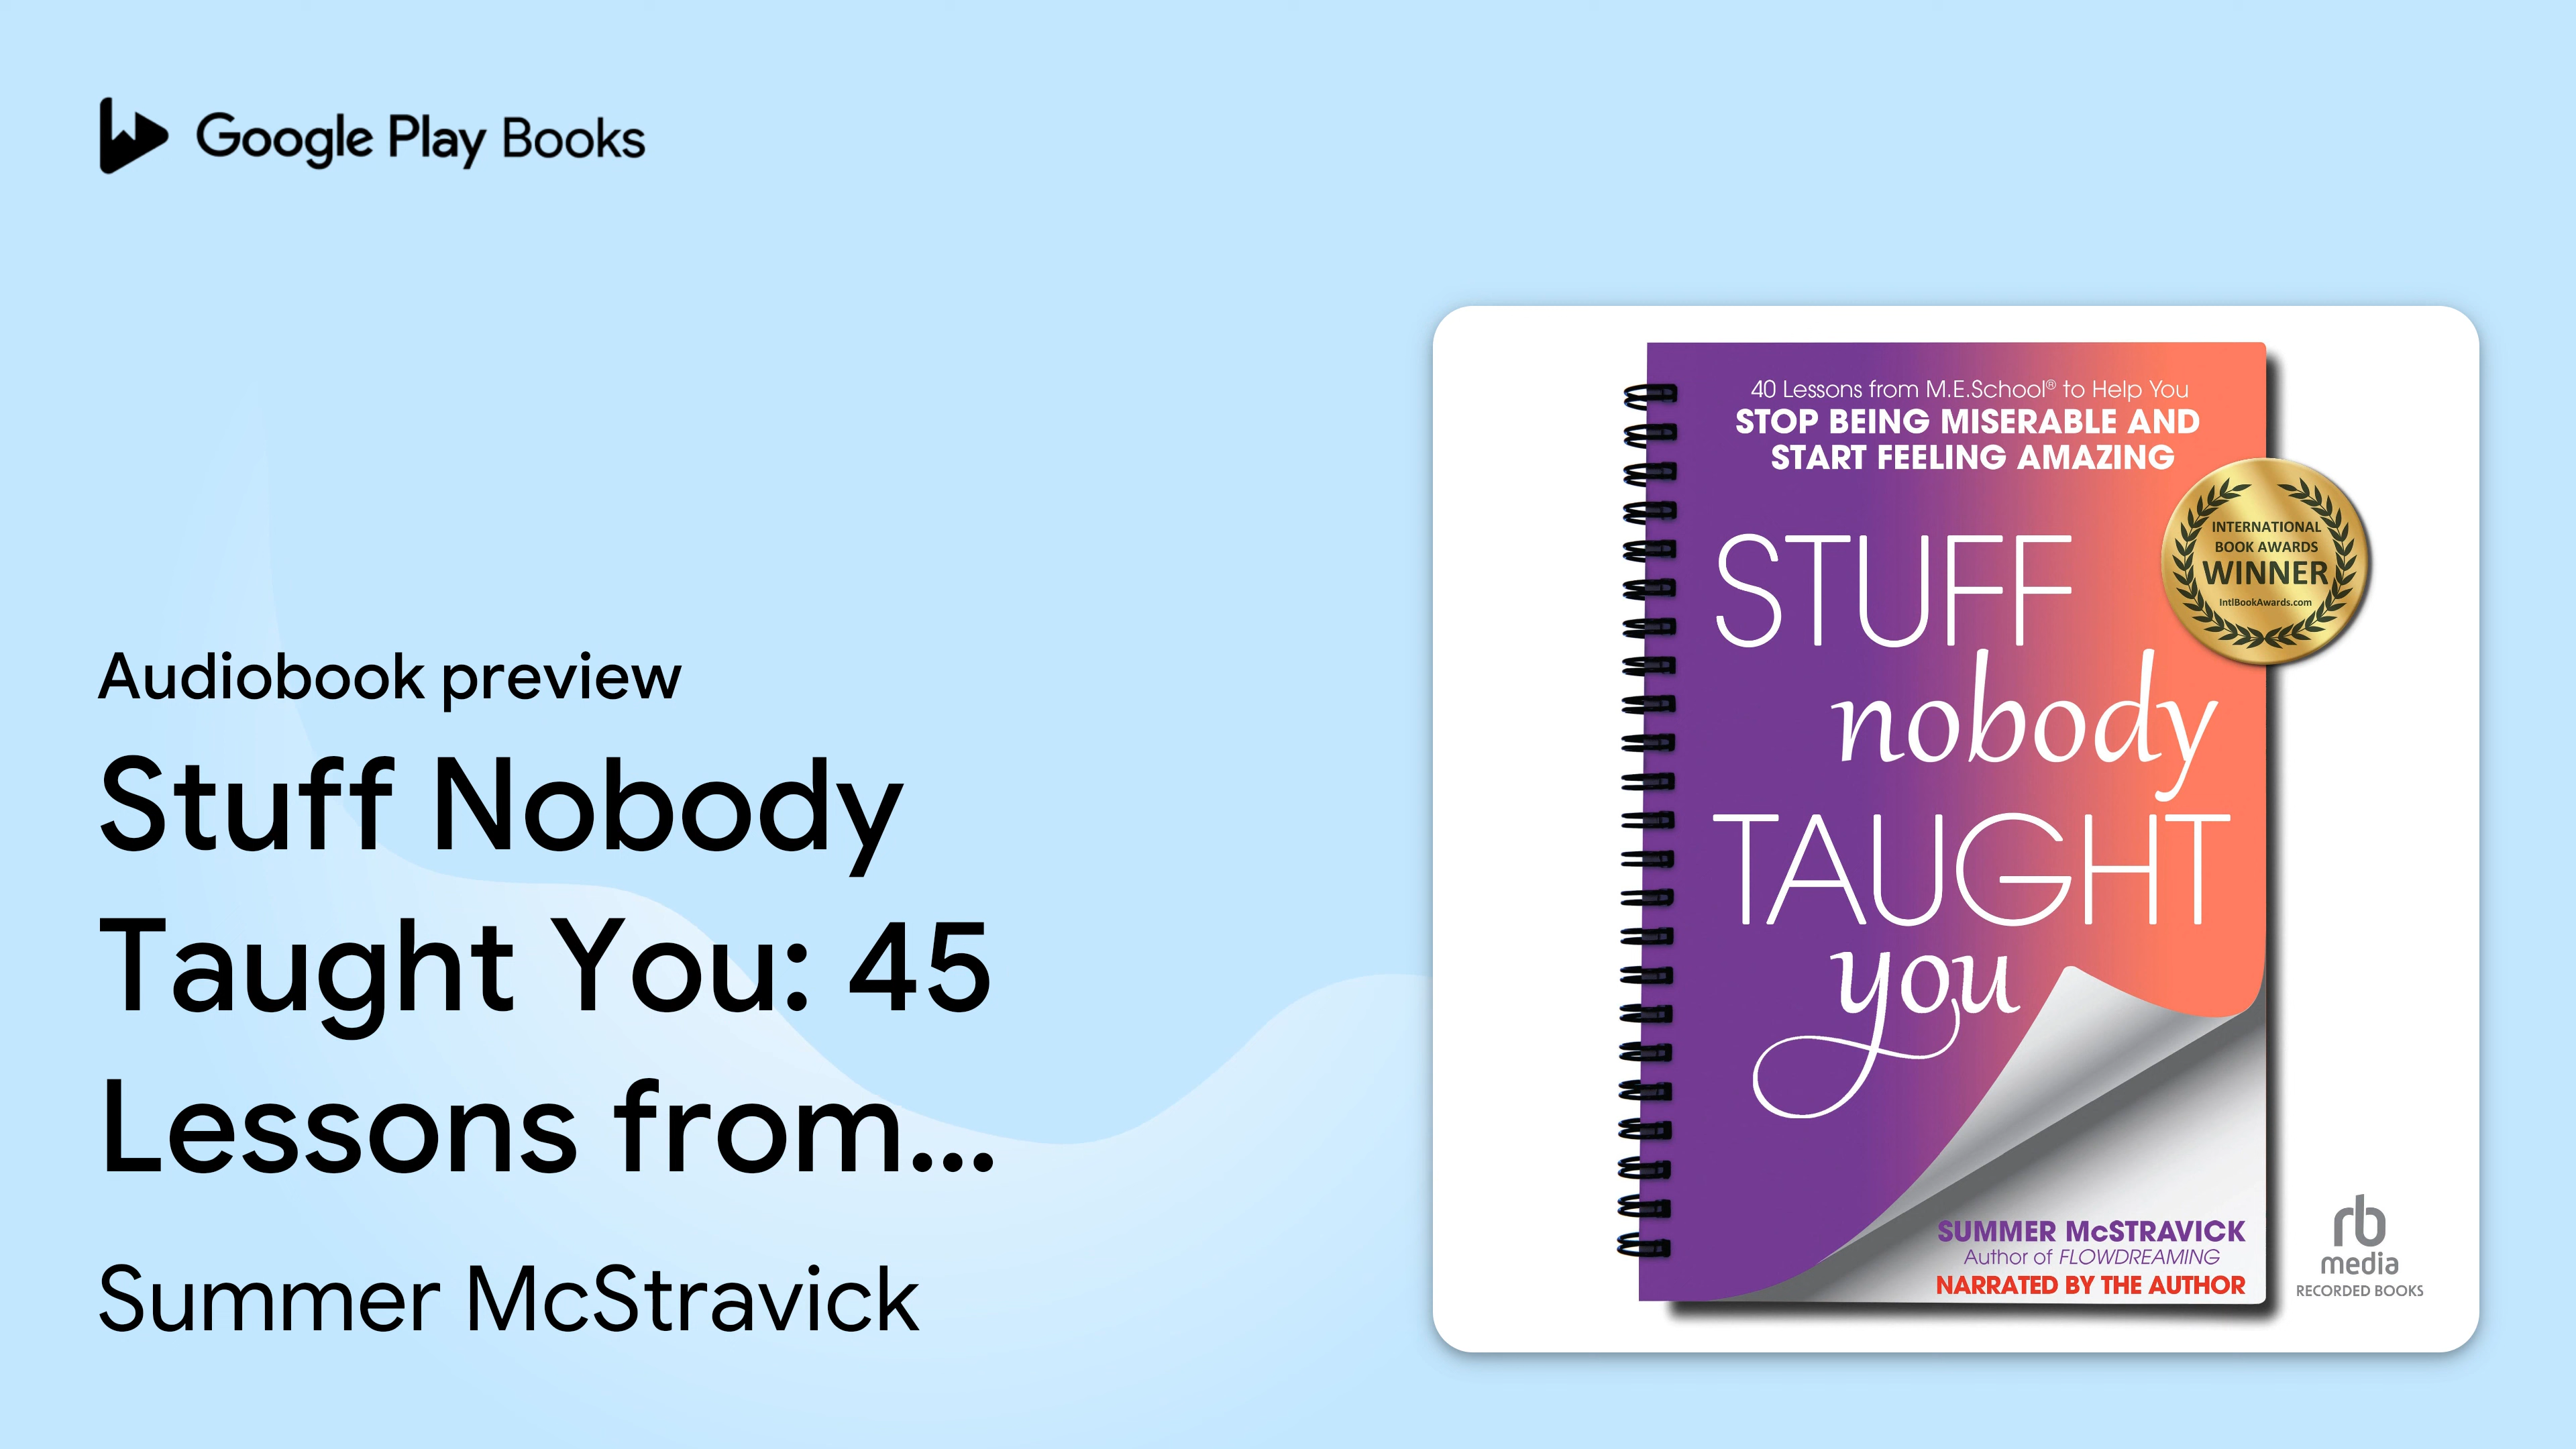 Google Play Books
Audiobook preview
Stuff Nobody
Taught You: 45
Lessons from...
Summer McStravick
40 Lessons from M.E.School® to Help You
STOP BEING MISERABLE AND
START FEELING AMAZING
INTERNATIONAL
BOOK AWARDS
WINNER
IntlBookAwards.com
STUFF
nobody
TAUGHT
you
SUMMER McSTRAVICK
Author of FLOWDREAMING
NARRATED BY THE AUTHOR
rb
media
RECORDED BOOKS